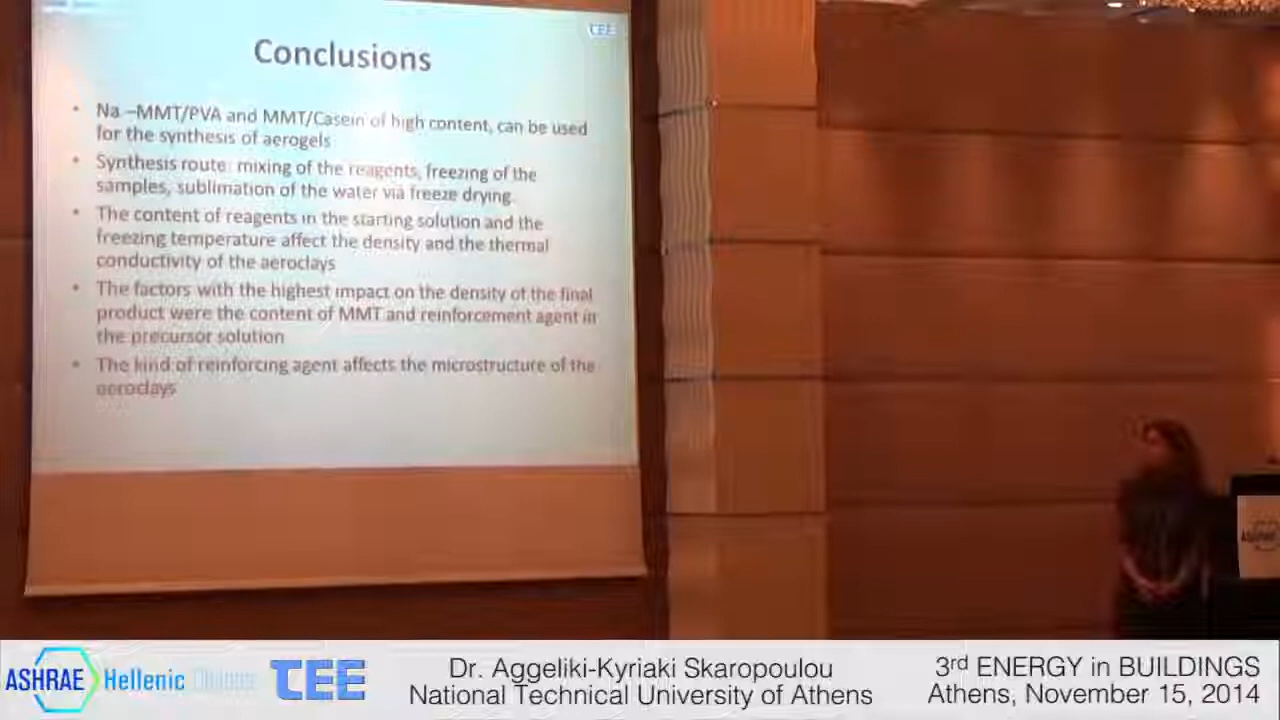 TEE
Conclusions
• Na –MMT/PVA and MMT/Casein of high content, can be used
for the synthesis of aerogels
• Synthesis route: mixing of the reagents, freezing of the
samples, sublimation of the water via freeze drying.
• The content of reagents in the starting solution and the
freezing temperature affect the density and the thermal
conductivity of the aeroclays
• The factors with the highest impact on the density of the final
product were the content of MMT and reinforcement agent in
the precursor solution
• The kind of reinforcing agent affects the microstructure of the
aeroclays
ASHRAE
ASHRAE Hellenic Chapter
TEE
Dr. Aggeliki-Kyriaki Skaropoulou
National Technical University of Athens
3rd ENERGY in BUILDINGS
Athens, November 15, 2014